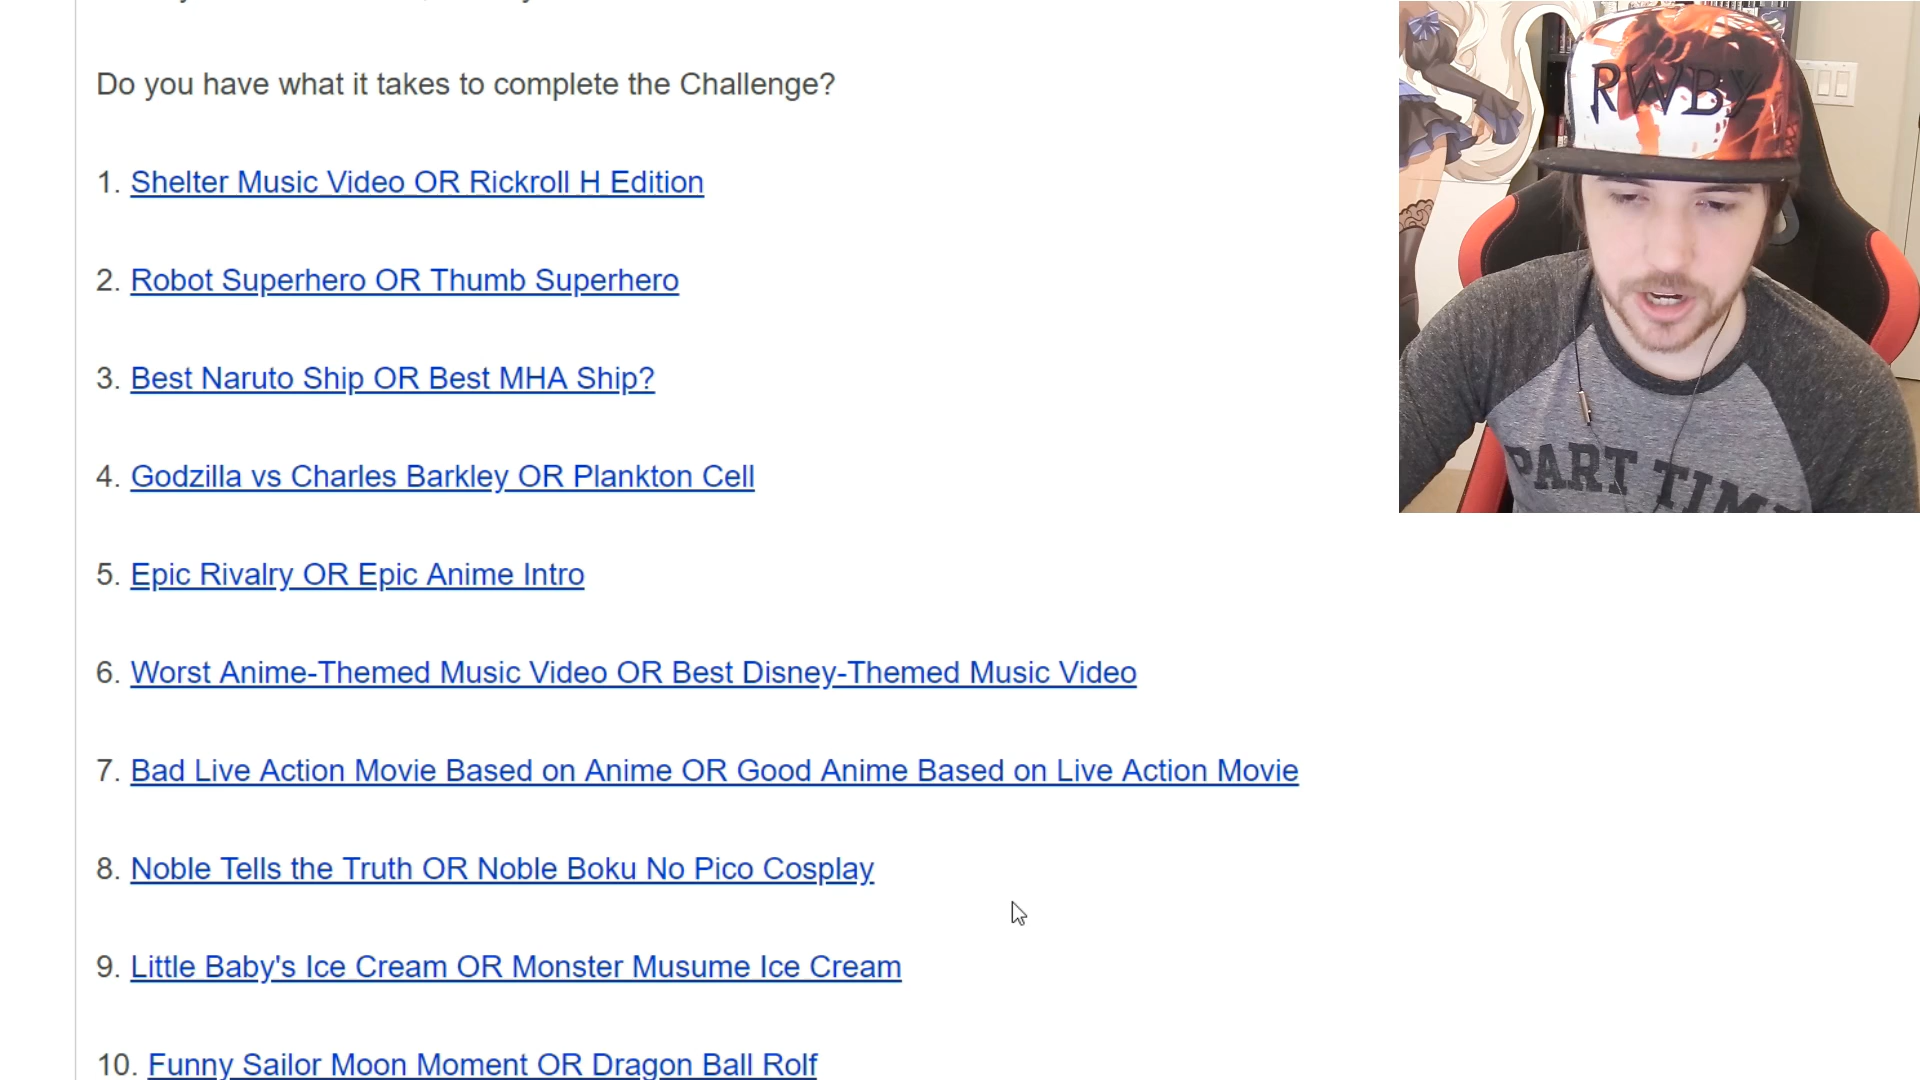 Do you have what it takes to complete the Challenge?
1. Shelter Music Video OR Rickroll H Edition
2. Robot Superhero OR Thumb Superhero
3. Best Naruto Ship OR Best MHA Ship?
4. Godzilla vs Charles Barkley OR Plankton Cell
5. Epic Rivalry OR Epic Anime Intro
6. Worst Anime-Themed Music Video OR Best Disney-Themed Music Video
7. Bad Live Action Movie Based on Anime OR Good Anime Based on Live Action Movie
8. Noble Tells the Truth OR Noble Boku No Pico Cosplay
9. Little Baby's Ice Cream OR Monster Musume Ice Cream
10. Funny Sailor Moon Moment OR Dragon Ball Rolf
RWBY
PART TIME